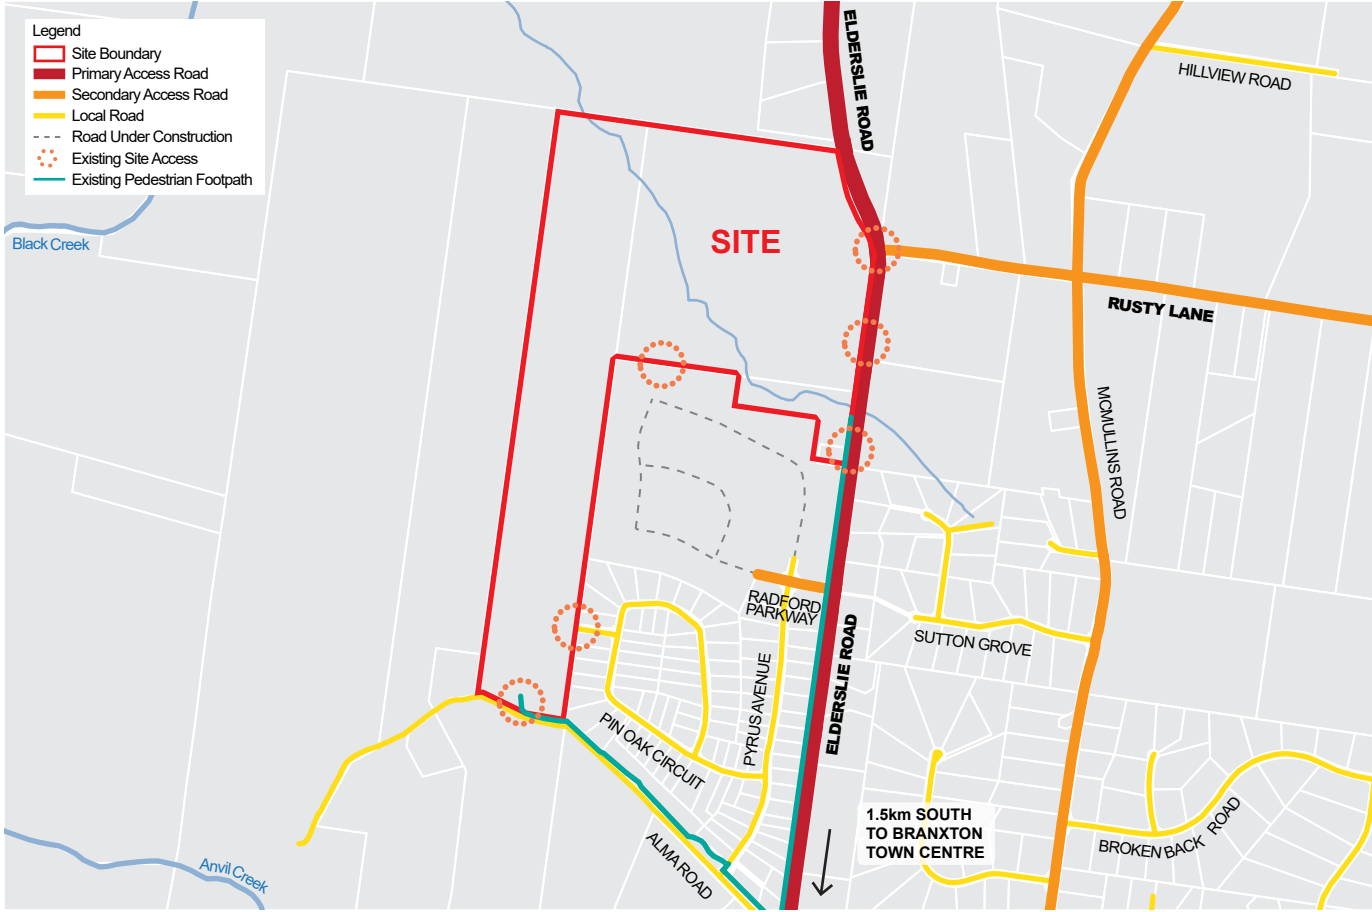 Legend
Site Boundary
Primary Access Road
Secondary Access Road
Local Road
Road Under Construction
Existing Site Access
Existing Pedestrian Footpath
ELDERSLIE ROAD
HILLVIEW ROAD
Black Creek
SITE
RUSTY LANE
MCMULLINS ROAD
RADFORD
PARKWAY
SUTTON GROVE
ELDERSLIE ROAD
PYRUS AVENUE
PIN OAK CIRCUIT
1.5km SOUTH
TO BRANXTON
TOWN CENTRE
BROKEN BACK ROAD
ALMA ROAD
Anvil Creek